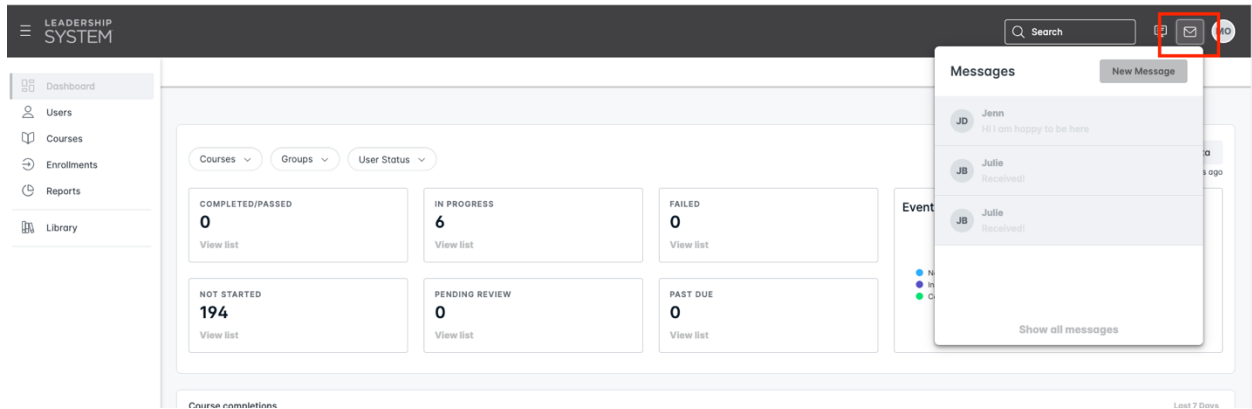 LEADERSHIP
SYSTEM
Search
MO
Dashboard
Users
Courses
Enrollments
Reports
Library
Courses
Groups
User Status
COMPLETED/PASSED
0
View list
IN PROGRESS
6
View list
FAILED
0
View list
NOT STARTED
194
View list
PENDING REVIEW
0
View list
PAST DUE
0
View list
Event
s ago
Messages
New Message
JD
Jenn
Hi I am happy to be here
JB
Julie
Received!
JB
Julie
Received!
Show all messages
Course completions
Last 7 Days